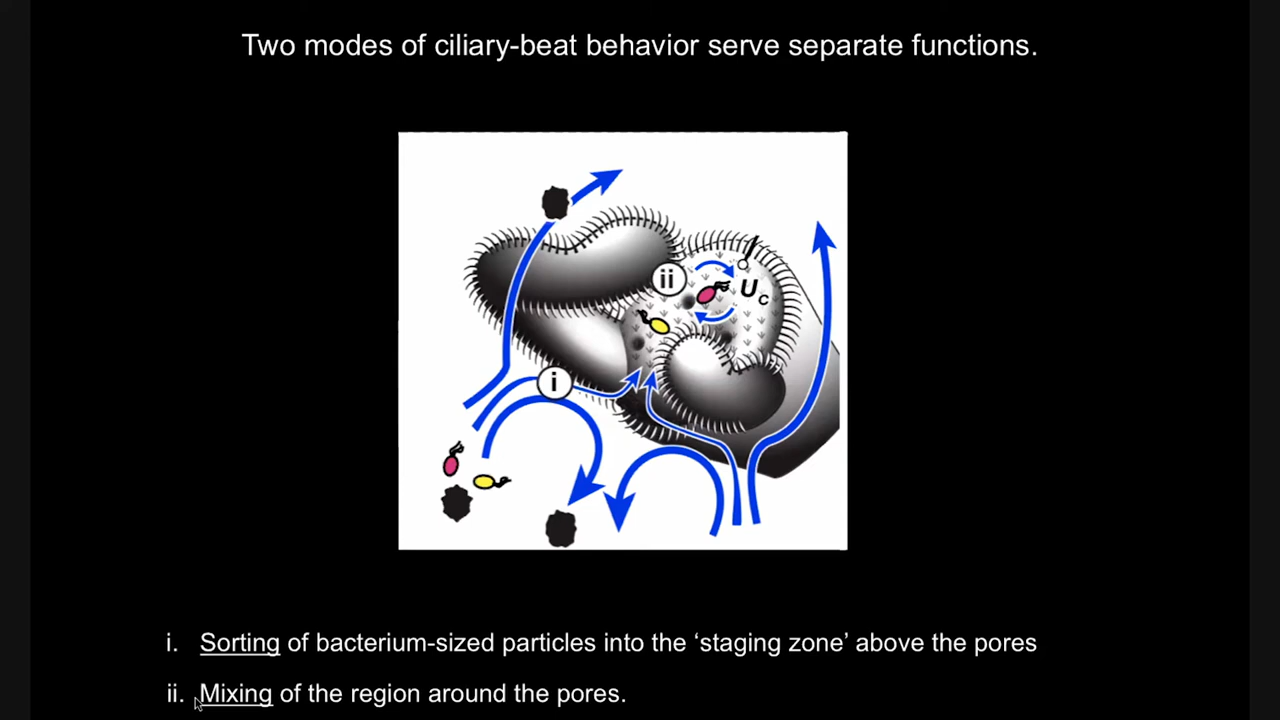 Two modes of ciliary-beat behavior serve separate functions.
ii
Uc
i
i. Sorting of bacterium-sized particles into the ‘staging zone’ above the pores
ii. Mixing of the region around the pores.